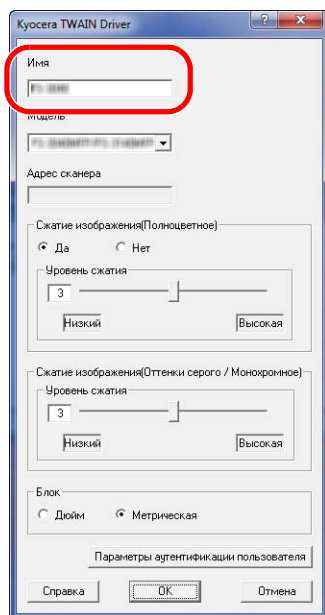 Kyocera TWAIN Driver
Имя
Модель
Адрес сканера
Сжатие изображения(Полноцветное)
Да Нет
Уровень сжатия
3
Низкий Высокая
Сжатие изображения(Оттенки серого / Монохромное)
Уровень сжатия
3
Низкий Высокая
Блок
Дюйм Метрическая
Параметры аутентификации пользователя
Справка OK Отмена